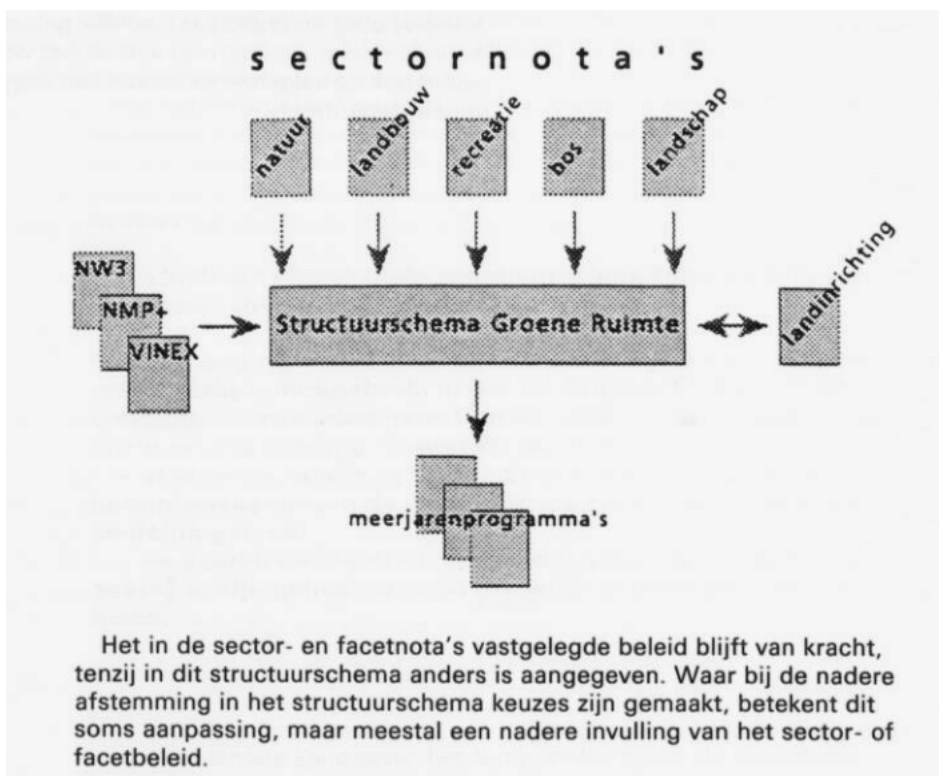 sectornota's
natuur
landbouw
recreatie
bos
landschap
NW3
NMP+
VINEX
Structuurschema Groene Ruimte
landinrichting
meerjarenprogramma's
Het in de sector- en facetnota's vastgelegde beleid blijft van kracht,
tenzij in dit structuurschema anders is aangegeven. Waar bij de nadere
afstemming in het structuurschema keuzes zijn gemaakt, betekent dit
soms aanpassing, maar meestal een nadere invulling van het sector- of
facetbeleid.